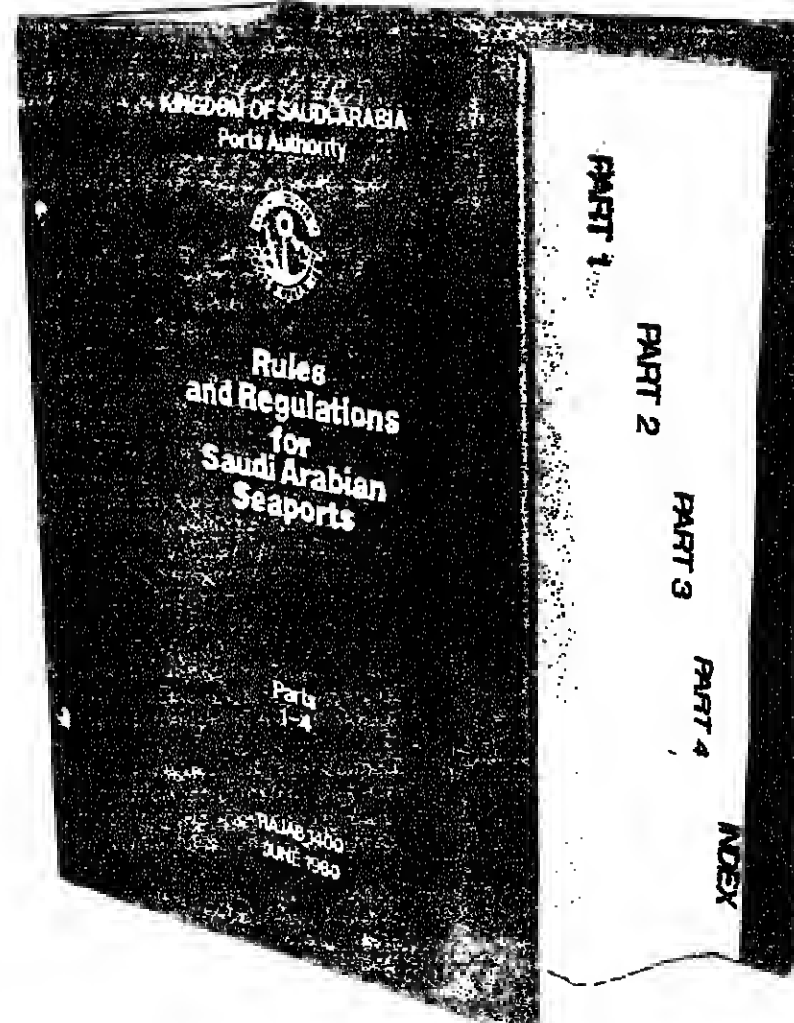 KINGDOM OF SAUDI ARABIA
Ports Authority
Rules
and Regulations
for
Saudi Arabian
Seaports
Parts
1-4
RAJAB 1400
JUNE 1980
PART 1
PART 2
PART 3
PART 4
INDEX